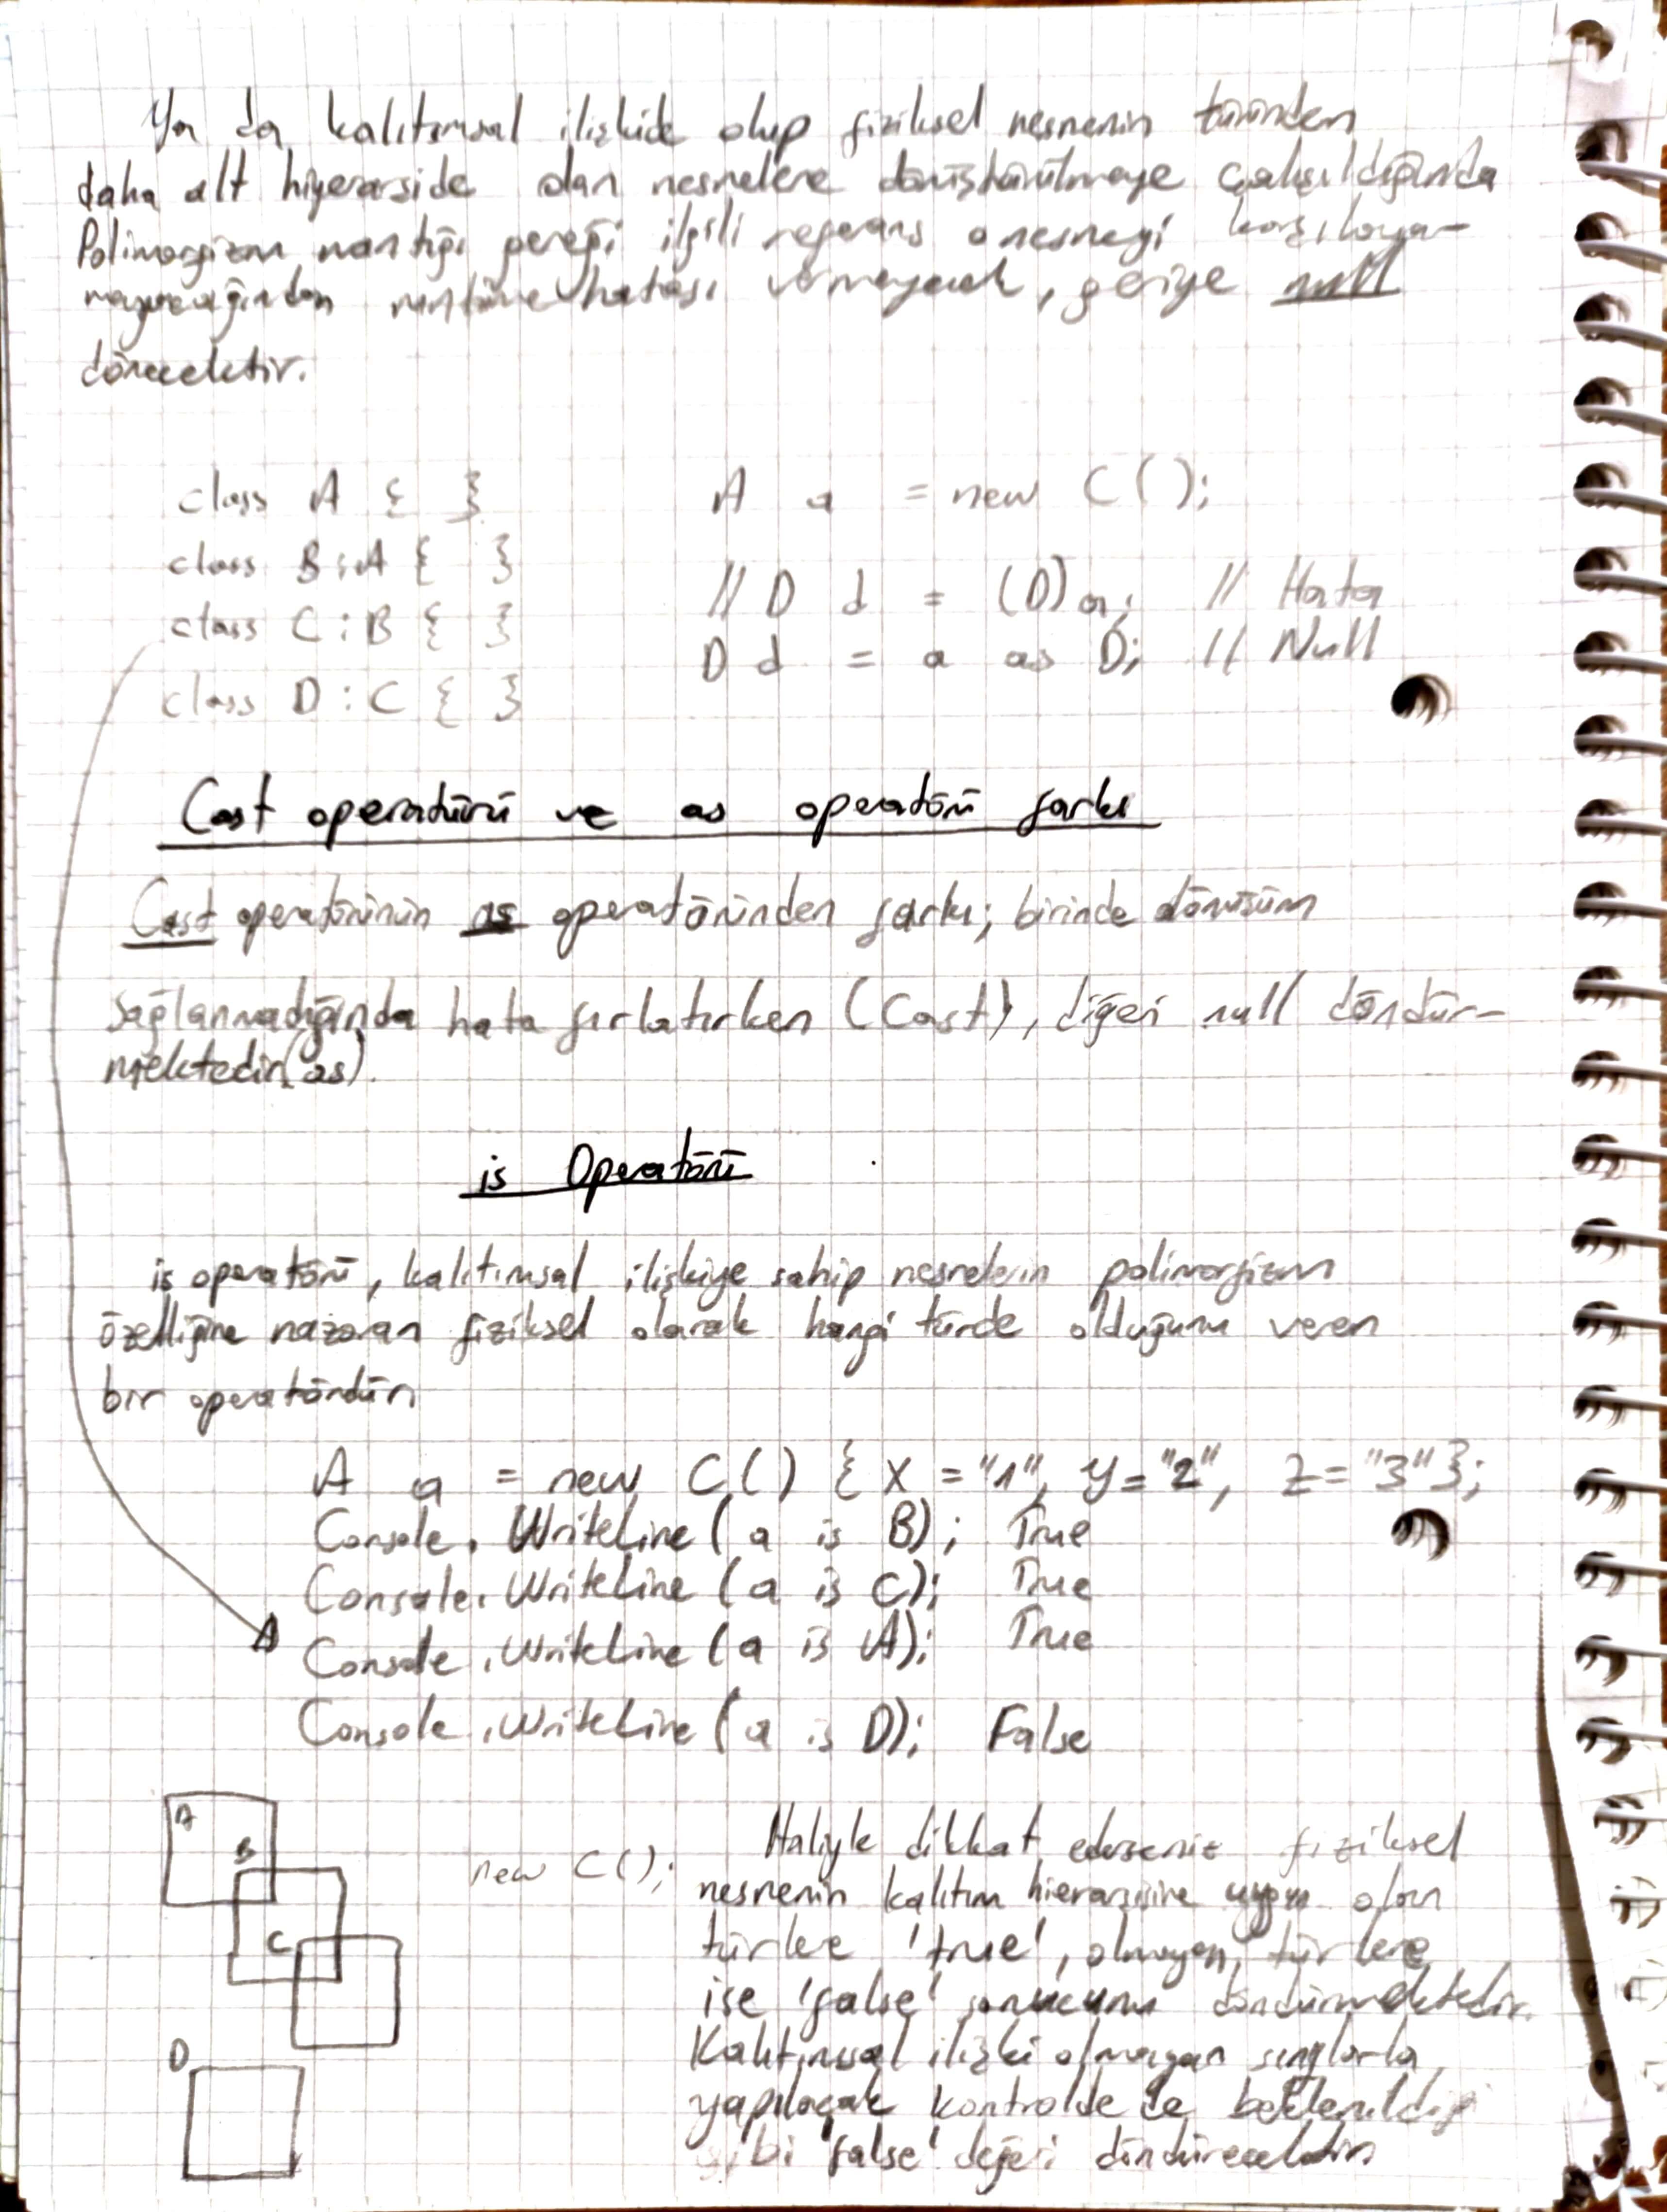 Ya da kalıtımsal ilişkide olup fiziksel nesnenin türünden
daha alt hiyerarside olan nesnelere dönüştürülmeye çalışıldığında
Polimorfizm mantığı gereği ilgili referans o nesneyi karşılaya-
mayacağından runtime hatası vermeyecek, geriye null
dönecektir.
class A { }
class B : A { }
class C : B { }
class D : C { }
A a = new C();
// D d = (D)a; // Hata
D d = a as D; // Null
Cast operatürü ve as operatörü farkı
Cast operatörünün as operatöründen farkı; birinde dönüşüm
sağlanmadığında hata fırlatırken (Cast), diğeri null döndür-
mektedir(as).
is Operatörü
is operatörü, kalıtımsal ilişkiye sahip nesnelerin polimorfizm
özelliğine nazaran fiziksel olarak hangi türde olduğunu veren
bir operatördür.
A a = new C() { X = "1", Y = "2", Z = "3" };
Console.WriteLine(a is B); True
Console.WriteLine(a is C); True
Console.WriteLine(a is A); True
Console.WriteLine(a is D); False
A
B
C
D
new C();
Haliyle dikkat ederseniz fiziksel
nesnenin kalıtım hierarşisine uygun olan
türlere 'true', olmayan türlere
ise 'false' sonucunu döndürmektedir.
Kalıtımsal ilişki olmayan sınıflarla
yapılacak kontrolde de beklenildiği
gibi 'false' değeri döndürecektir